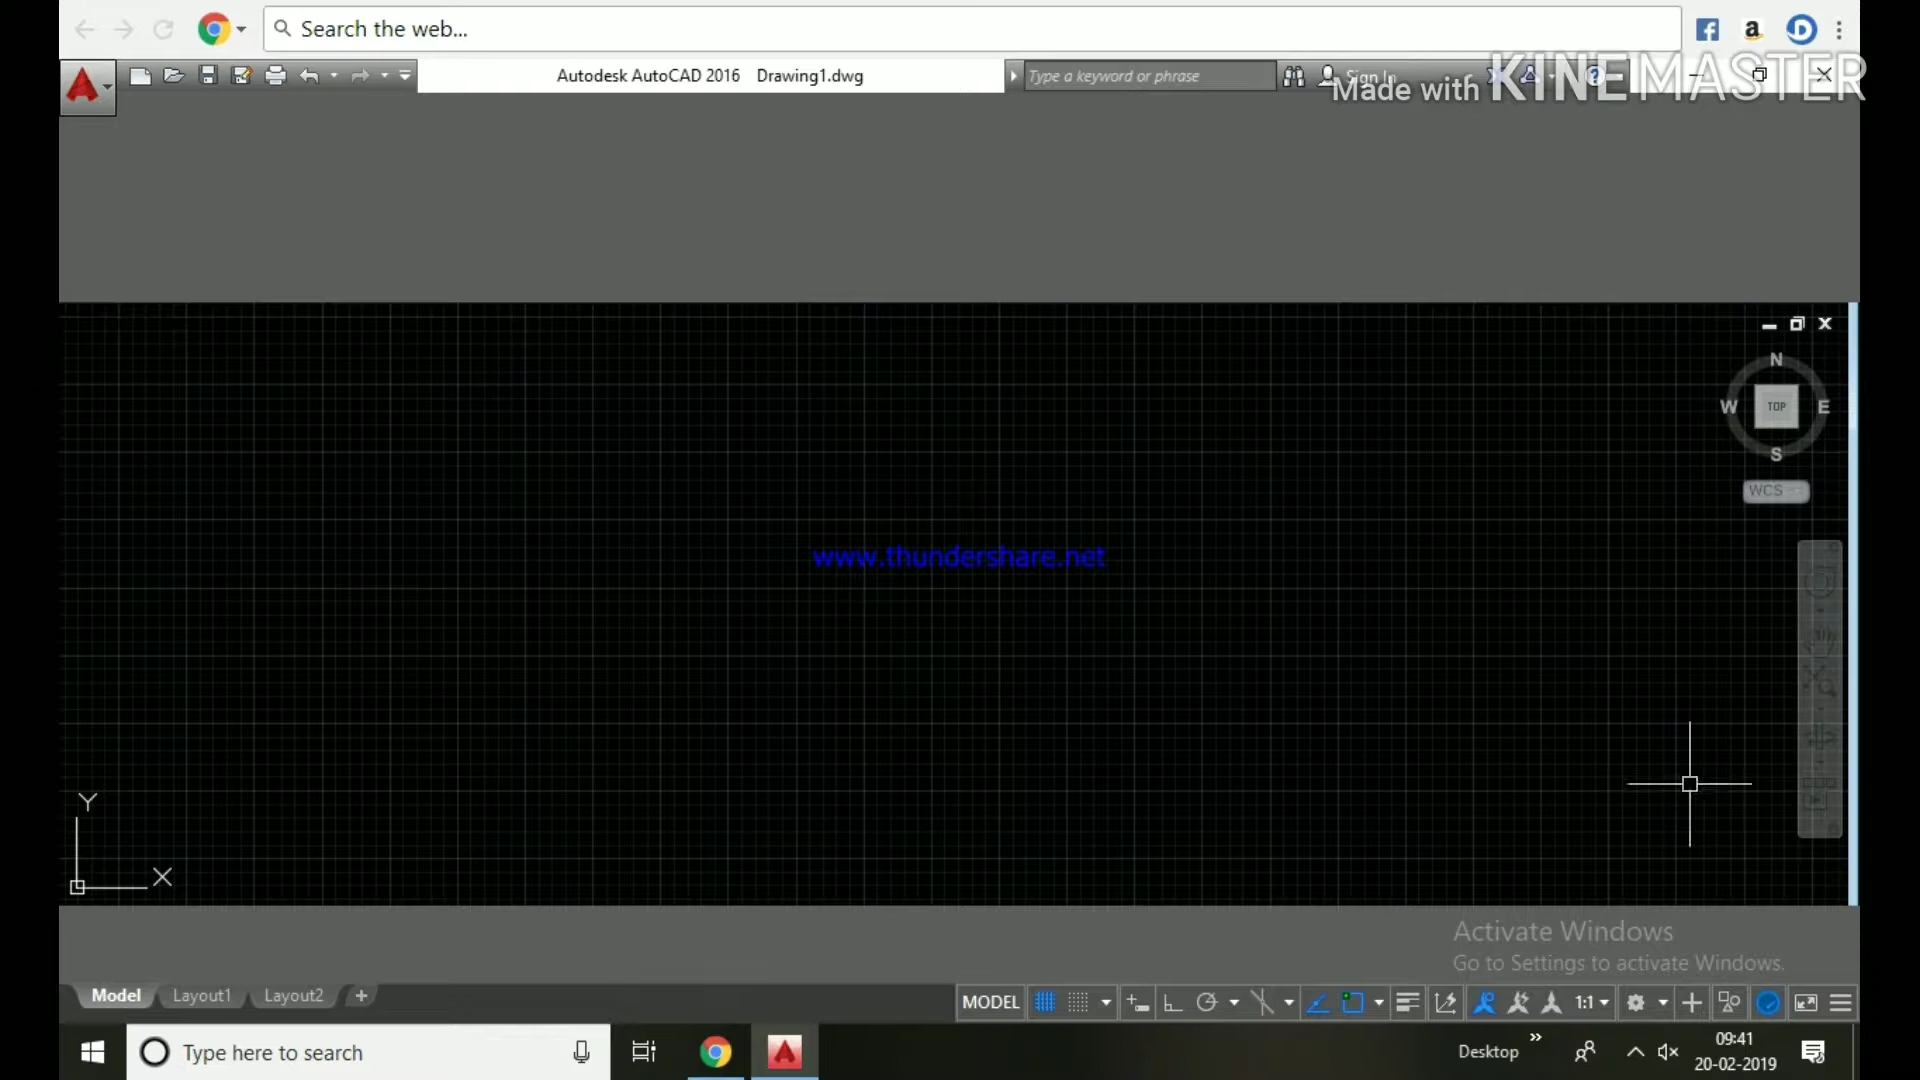 Search the web...
Autodesk AutoCAD 2016 Drawing1.dwg
Type a keyword or phrase
Sign In
Made with KINEMASTER
N
W TOP E
S
WCS
www.thundershare.net
Y
X
Activate Windows
Go to Settings to activate Windows.
Model Layout1 Layout2 +
MODEL
1:1
Type here to search
Desktop
09:41
20-02-2019